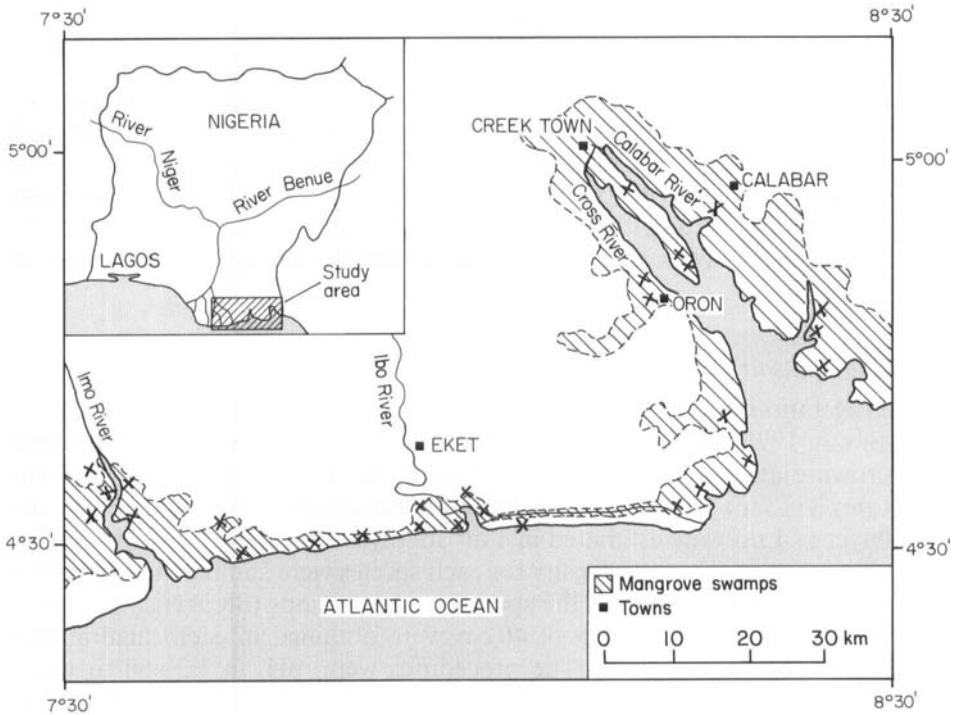 7°30'
8°30'
River
Niger
NIGERIA
River Benue
LAGOS
Study
area
5°00'
5°00'
CREEK TOWN
Calabar River
CALABAR
Cross River
ORON
Imo River
Ibo River
EKET
4°30'
4°30'
ATLANTIC OCEAN
Mangrove swamps
Towns
0 10 20 30 km
7°30'
8°30'